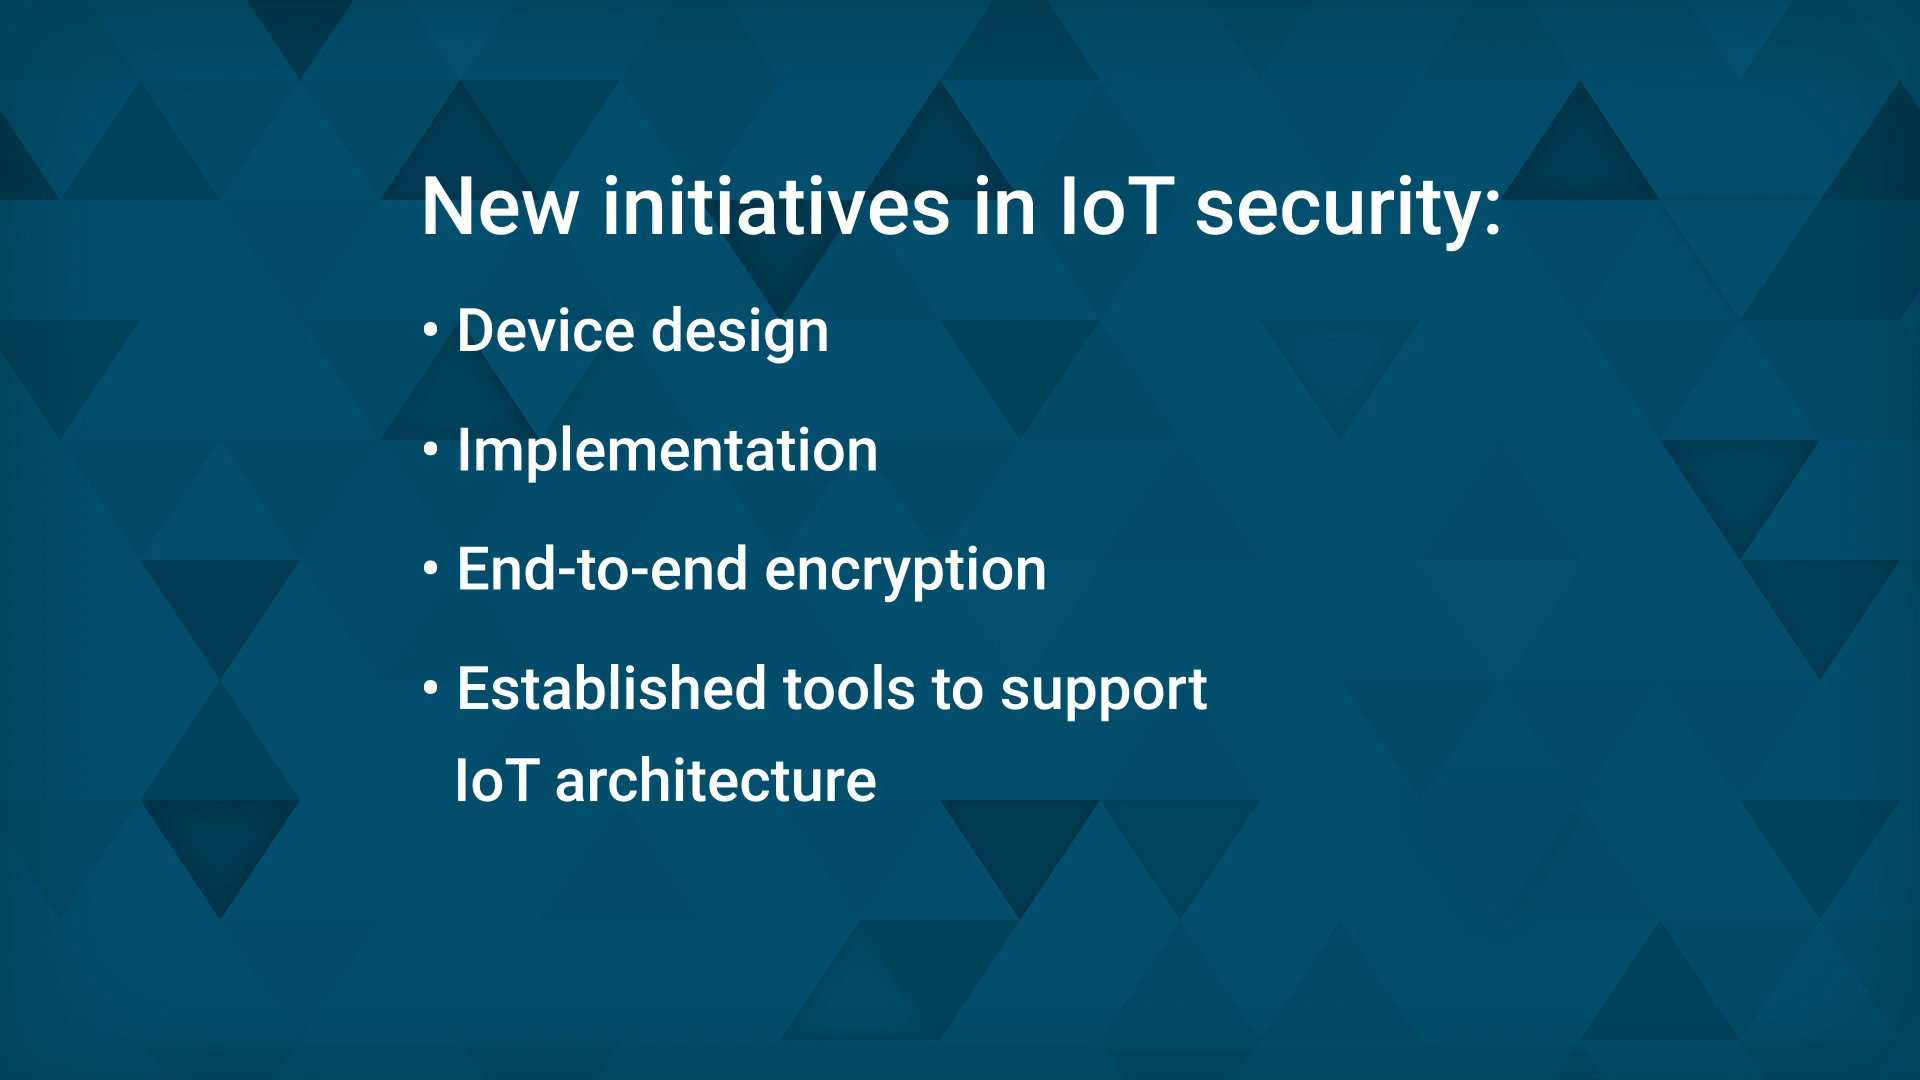 New initiatives in IoT security:
• Device design
• Implementation
• End-to-end encryption
• Established tools to support
IoT architecture